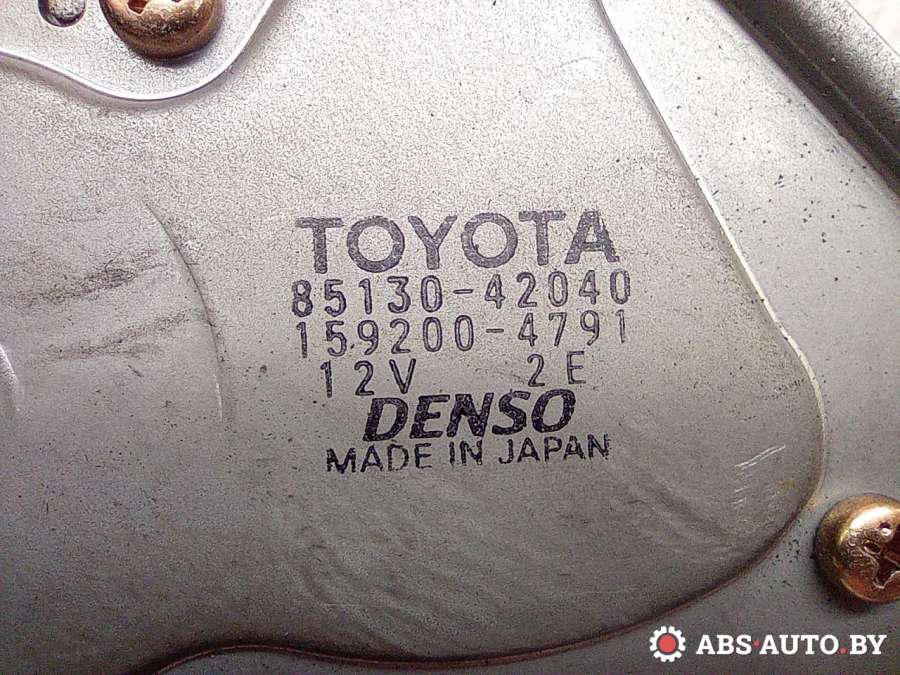 TOYOTA
85130-42040
159200-4791
12V 2E
DENSO
MADE IN JAPAN
ABS-AUTO.BY